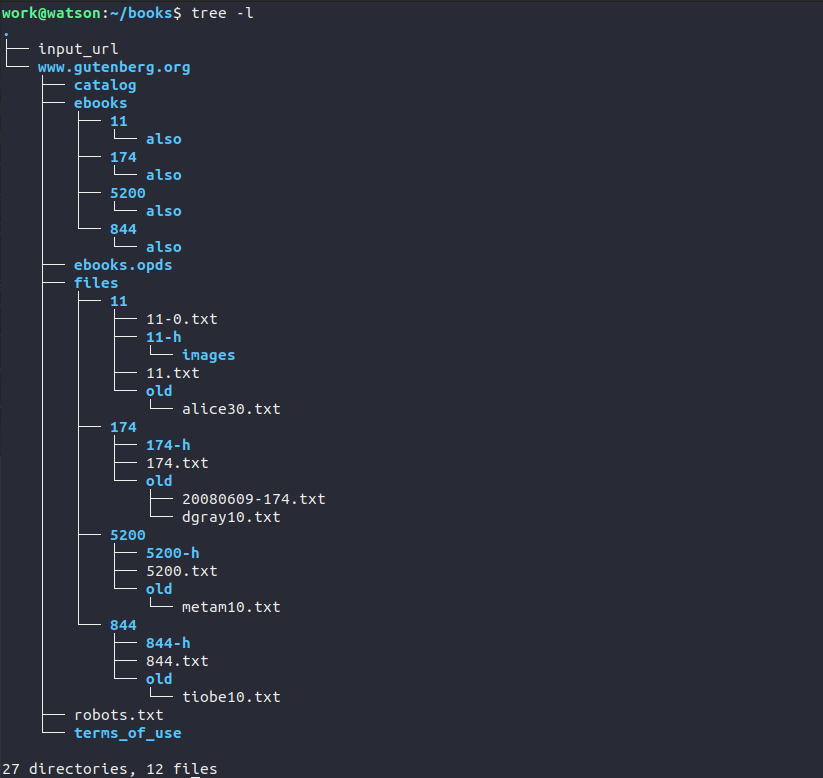 work@watson:~/books$ tree -l
.
├── input_url
└── www.gutenberg.org
    ├── catalog
    ├── ebooks
    │   ├── 11
    │   │   └── also
    │   ├── 174
    │   │   └── also
    │   ├── 5200
    │   │   └── also
    │   └── 844
    │       └── also
    ├── ebooks.opds
    ├── files
    │   ├── 11
    │   │   ├── 11-0.txt
    │   │   ├── 11-h
    │   │   │   └── images
    │   │   ├── 11.txt
    │   │   └── old
    │   │       └── alice30.txt
    │   ├── 174
    │   │   ├── 174-h
    │   │   ├── 174.txt
    │   │   └── old
    │   │       ├── 20080609-174.txt
    │   │       └── dgray10.txt
    │   ├── 5200
    │   │   ├── 5200-h
    │   │   ├── 5200.txt
    │   │   └── old
    │   │       └── metam10.txt
    │   └── 844
    │       ├── 844-h
    │       ├── 844.txt
    │       └── old
    │           └── tiobe10.txt
    ├── robots.txt
    └── terms_of_use

27 directories, 12 files